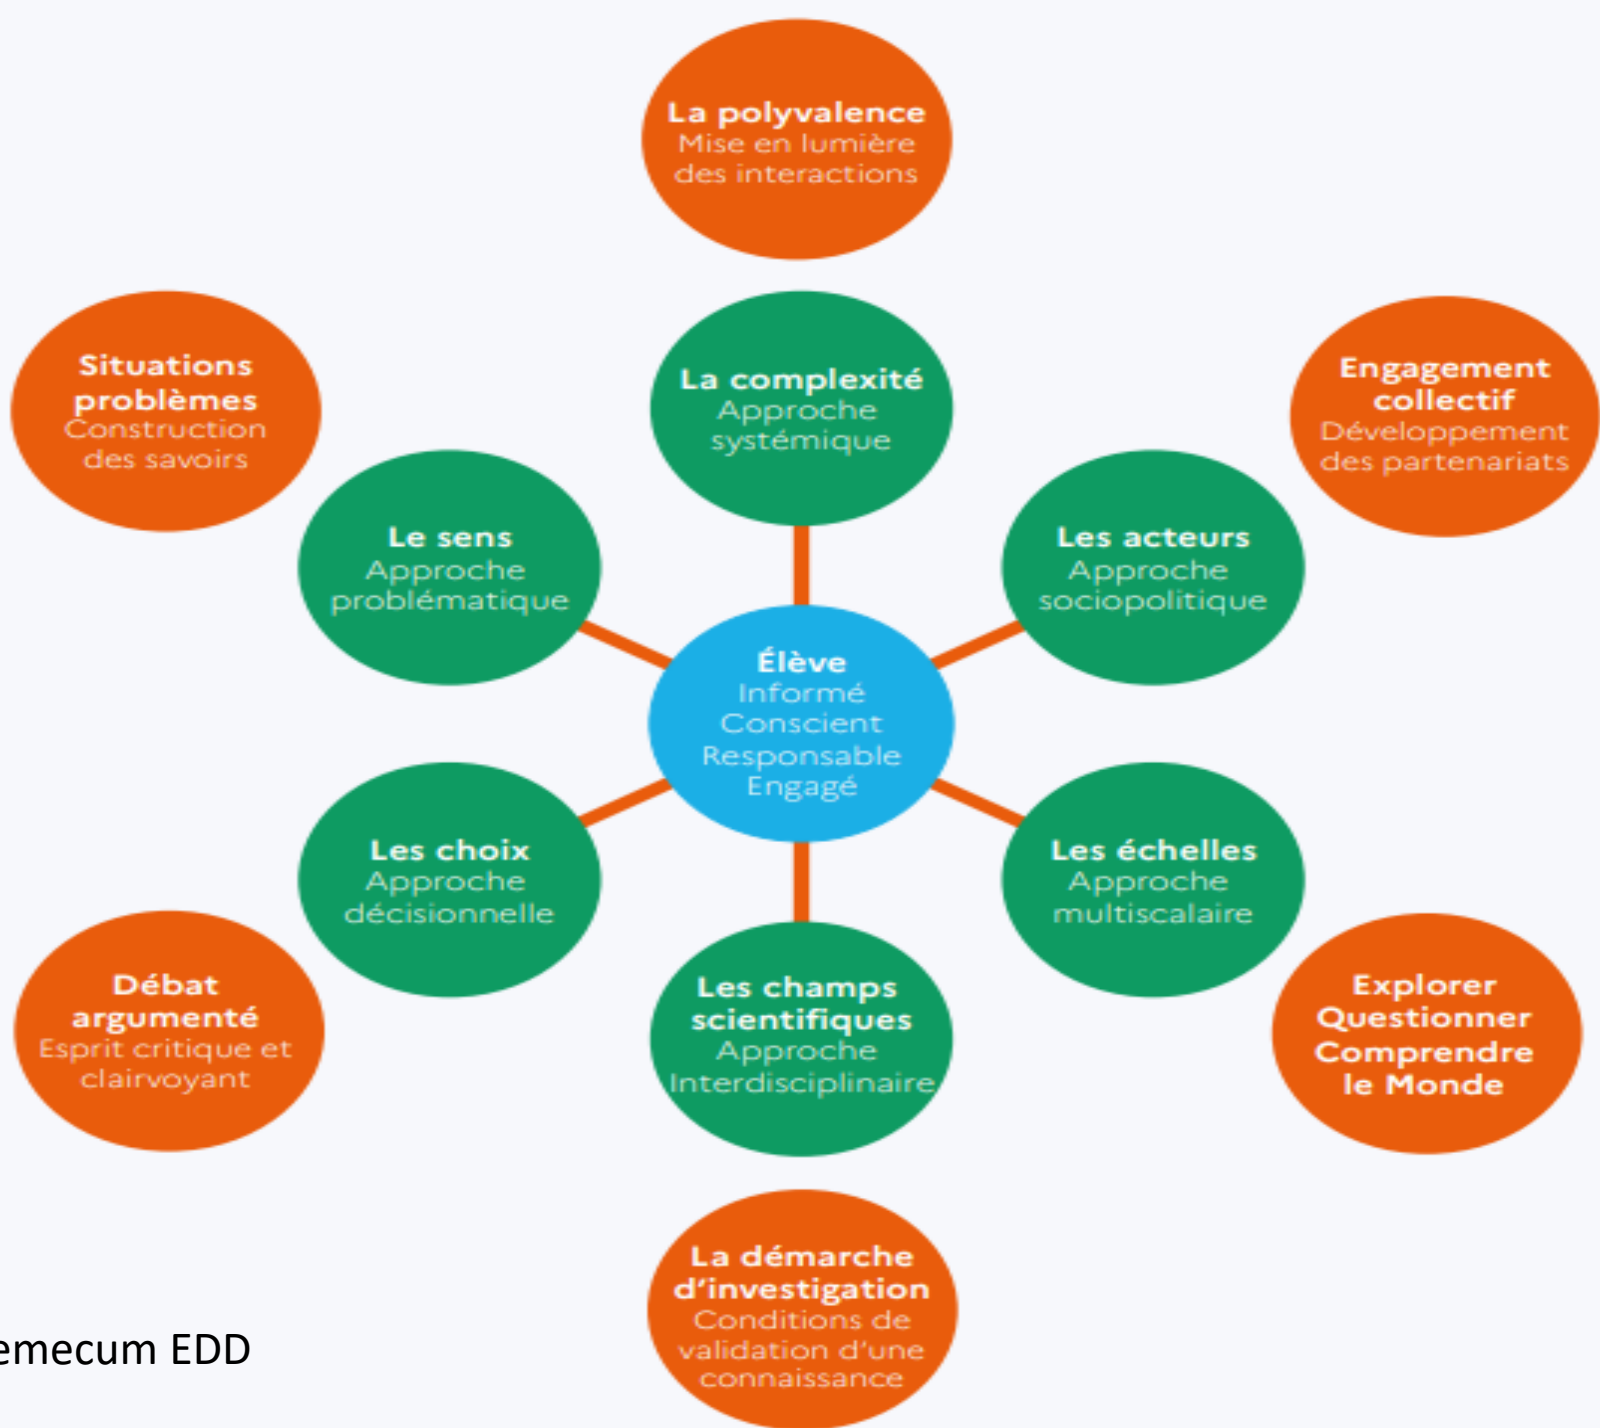 La polyvalence
Mise en lumière
des interactions
Situations
problèmes
Construction
des savoirs
La complexité
Approche
systémique
Engagement
collectif
Développement
des partenariats
Le sens
Approche
problématique
Les acteurs
Approche
sociopolitique
Élève
Informé
Conscient
Responsable
Engagé
Les choix
Approche
décisionnelle
Les échelles
Approche
multiscalaire
Débat
argumenté
Esprit critique et
clairvoyant
Les champs
scientifiques
Approche
Interdisciplinaire
Explorer
Questionner
Comprendre
le Monde
La démarche
d'investigation
Conditions de
validation d'une
connaissance
emecum EDD